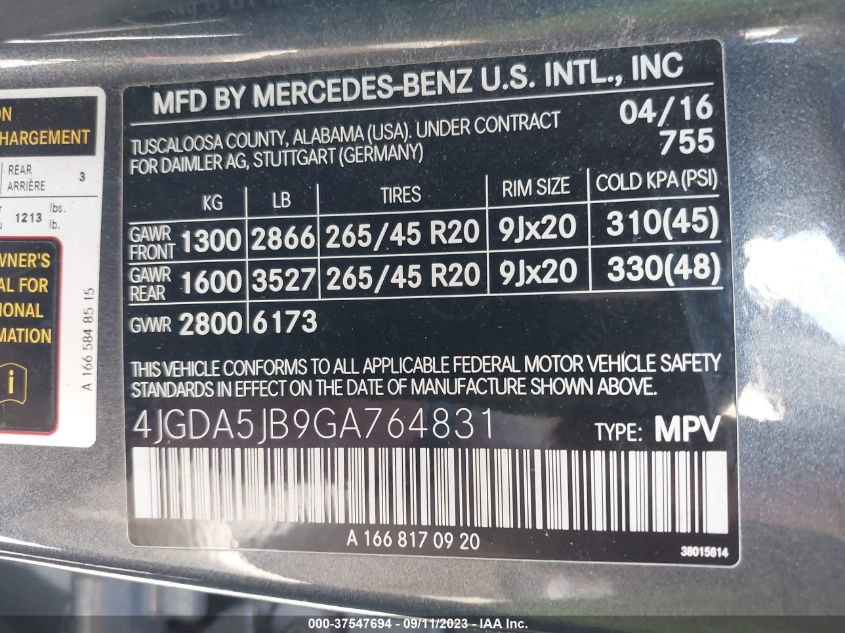 ON
CHARGEMENT
REAR
ARRIÈRE
3
1213 lbs.
lb.
WNER'S
AL FOR
IONAL
MATION
i
A 166 584 85 15
MFD BY MERCEDES-BENZ U.S. INTL., INC
TUSCALOOSA COUNTY, ALABAMA (USA). UNDER CONTRACT
FOR DAIMLER AG, STUTTGART (GERMANY)
04/16
755
KG LB TIRES RIM SIZE COLD KPA (PSI)
GAWR FRONT 1300 2866 265/45 R20 9Jx20 310(45)
GAWR REAR 1600 3527 265/45 R20 9Jx20 330(48)
GVWR 2800 6173
THIS VEHICLE CONFORMS TO ALL APPLICABLE FEDERAL MOTOR VEHICLE SAFETY
STANDARDS IN EFFECT ON THE DATE OF MANUFACTURE SHOWN ABOVE.
4JGDA5JB9GA764831 TYPE: MPV
A 166 817 09 20
38015614
000-37547694 - 09/11/2023 - IAA Inc.